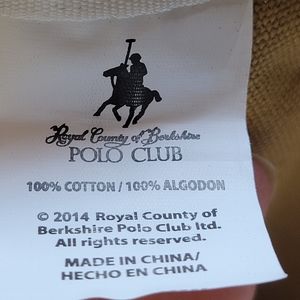 Royal County of Berkshire
POLO CLUB
100% COTTON / 100% ALGODON
© 2014 Royal County of
Berkshire Polo Club ltd.
All rights reserved.
MADE IN CHINA/
HECHO EN CHINA